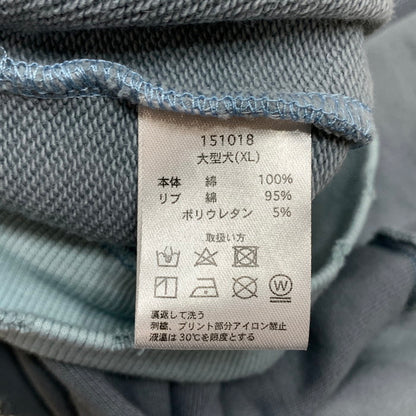 151018
大型犬(XL)
本体 綿 100%
リブ 綿 95%
ポリウレタン 5%
取扱い方
W
裏返して洗う
刺繍、プリント部分アイロン禁止
液温は30℃を限度とする